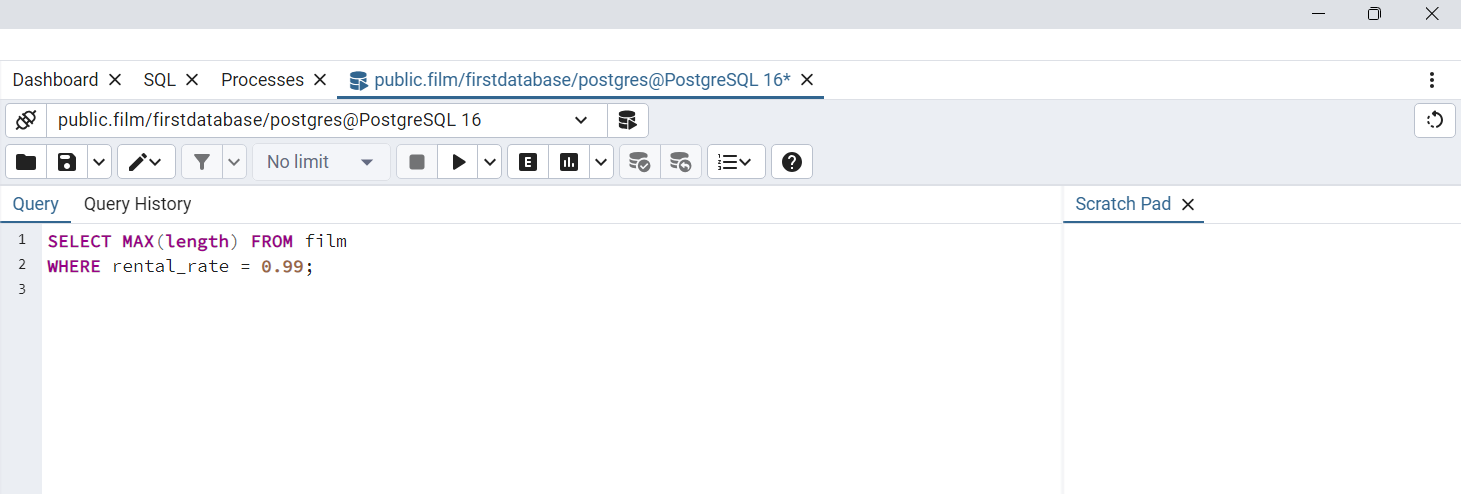 Dashboard SQL Processes public.film/firstdatabase/postgres@PostgreSQL 16*
public.film/firstdatabase/postgres@PostgreSQL 16
No limit E
Query Query History Scratch Pad
1 SELECT MAX(length) FROM film
2 WHERE rental_rate = 0.99;
3